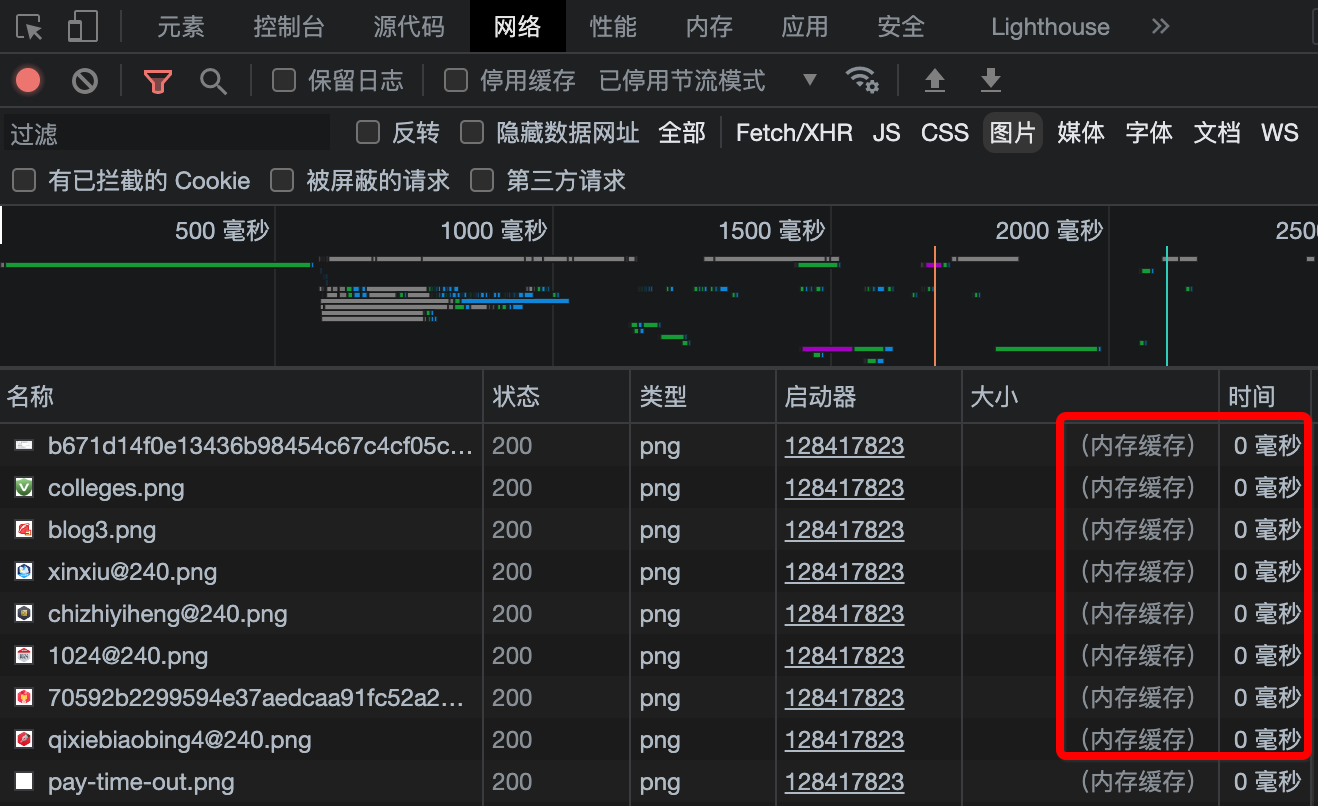 元素 控制台 源代码 网络 性能 内存 应用 安全 Lighthouse
保留日志 停用缓存 已停用节流模式
过滤 反转 隐藏数据网址 全部 Fetch/XHR JS CSS 图片 媒体 字体 文档 WS
有已拦截的 Cookie 被屏蔽的请求 第三方请求
500 毫秒 1000 毫秒 1500 毫秒 2000 毫秒 2500
名称 状态 类型 启动器 大小 时间
b671d14f0e13436b98454c67c4cf05c… 200 png 128417823 (内存缓存) 0 毫秒
colleges.png 200 png 128417823 (内存缓存) 0 毫秒
blog3.png 200 png 128417823 (内存缓存) 0 毫秒
xinxiu@240.png 200 png 128417823 (内存缓存) 0 毫秒
chizhiyiheng@240.png 200 png 128417823 (内存缓存) 0 毫秒
1024@240.png 200 png 128417823 (内存缓存) 0 毫秒
70592b2299594e37aedcaa91fc52a2… 200 png 128417823 (内存缓存) 0 毫秒
qixiebiaobing4@240.png 200 png 128417823 (内存缓存) 0 毫秒
pay-time-out.png 200 png 128417823 (内存缓存) 0 毫秒